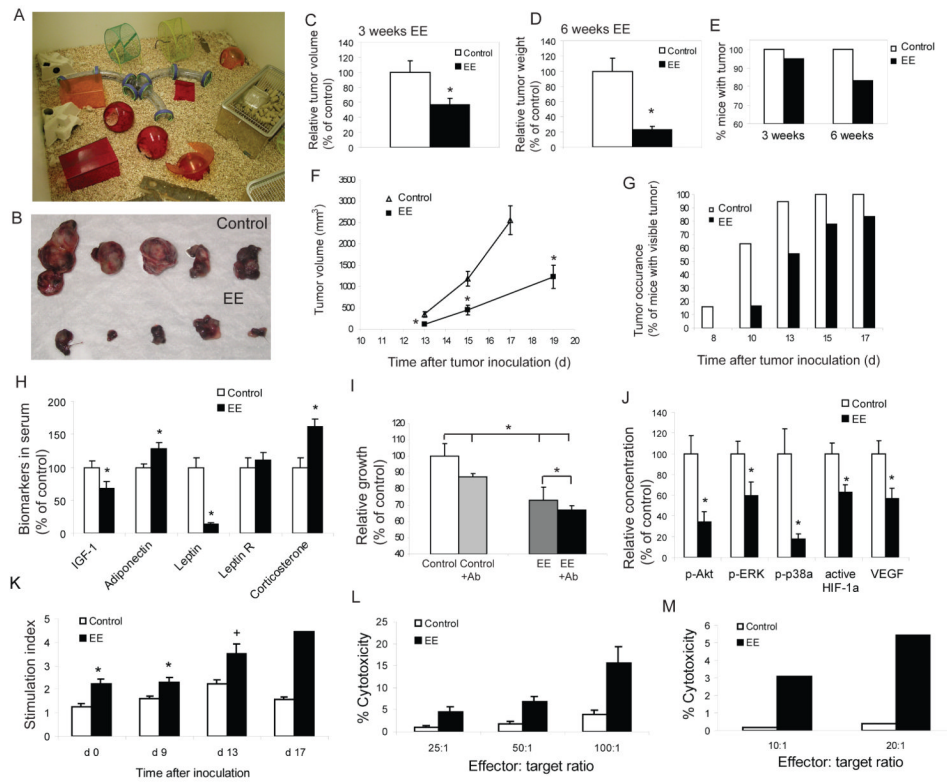 A
B
Control
EE
C
3 weeks EE
Relative tumor volume
(% of control)
140
120
100
80
60
40
20
0
Control
EE
*
D
6 weeks EE
Relative tumor weight
(% of control)
140
120
100
80
60
40
20
0
Control
EE
*
E
% mice with tumor
100
90
80
70
60
3 weeks
6 weeks
Control
EE
F
Tumor volume (mm3)
3500
3000
2500
2000
1500
1000
500
0
Control
EE
* * *
10 11 12 13 14 15 16 17 18 19 20
Time after tumor inoculation (d)
G
Tumor occurance
(% of mice with visible tumor)
100
90
80
70
60
50
40
30
20
10
0
Control
EE
8 10 13 15 17
Time after tumor inoculation (d)
H
Biomarkers in serum
(% of control)
200
150
100
50
0
Control
EE
* * * *
IGF-1
Adiponectin
Leptin
Leptin R
Corticosterone
I
Relative growth
(% of control)
110
100
90
80
70
60
50
40
*
*
Control
Control
+Ab
EE
EE
+Ab
J
Relative concentration
(% of control)
140
120
100
80
60
40
20
0
Control
EE
* * * * *
p-Akt p-ERK p-p38a active
HIF-1a VEGF
K
Stimulation index
5
4
3
2
1
0
Control
EE
* * +
d 0 d 9 d 13 d 17
Time after inoculation
L
% Cytotoxicity
25
20
15
10
5
0
Control
EE
25:1 50:1 100:1
Effector: target ratio
M
% Cytotoxicity
6
5
4
3
2
1
0
Control
EE
10:1 20:1
Effector: target ratio